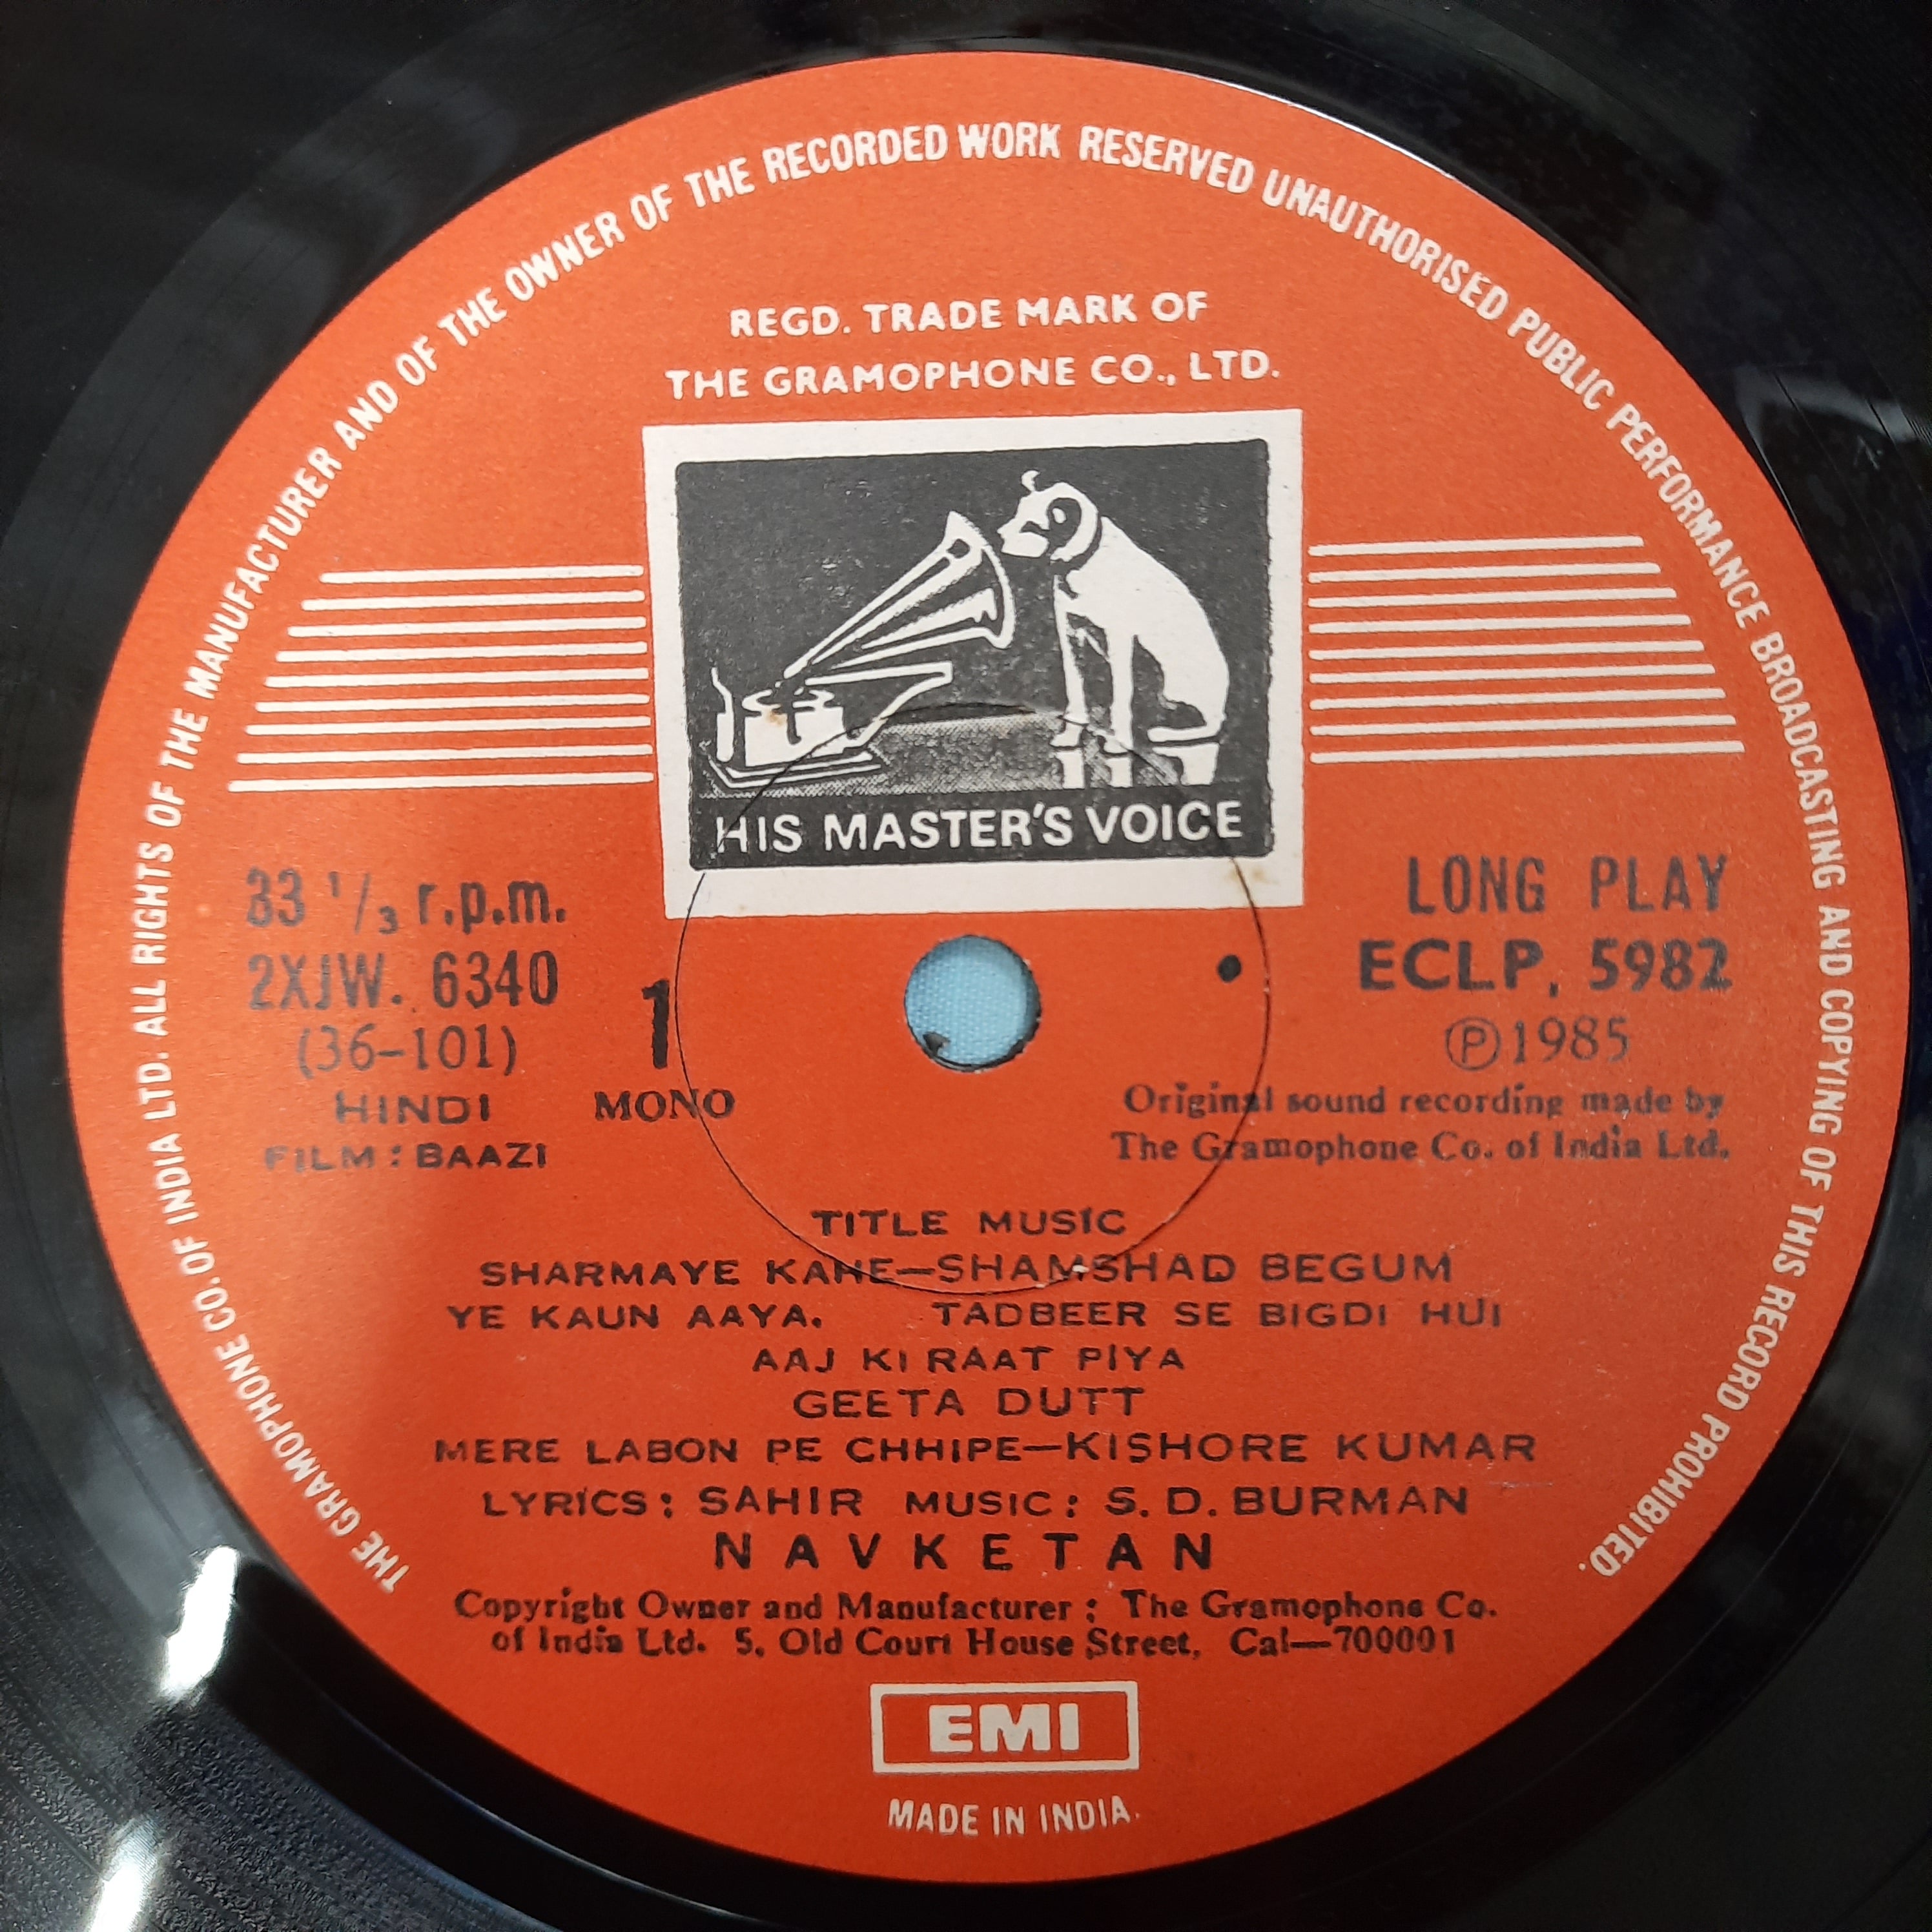 THE GRAMOPHONE CO. OF INDIA LTD. ALL RIGHTS OF THE MANUFACTURER AND OF THE OWNER OF THE RECORDED WORK RESERVED UNAUTHORISED PUBLIC PERFORMANCE BROADCASTING AND COPYING OF THIS RECORD PROHIBITED.
REGD. TRADE MARK OF
THE GRAMOPHONE CO., LTD.
HIS MASTER'S VOICE
33 1/3 r.p.m.
2XJW. 6340
(36-101)
HINDI
FILM : BAAZI
1
MONO
LONG PLAY
ECLP. 5982
℗1985
Original sound recording made by
The Gramophone Co. of India Ltd.
TITLE MUSIC
SHARMAYE KAHE—SHAMSHAD BEGUM
YE KAUN AAYA. TADBEER SE BIGDI HUI
AAJ KI RAAT PIYA
GEETA DUTT
MERE LABON PE CHHIPE—KISHORE KUMAR
LYRICS : SAHIR MUSIC : S. D. BURMAN
NAVKETAN
Copyright Owner and Manufacturer : The Gramophone Co.
of India Ltd. 5, Old Court House Street, Cal—700001
EMI
MADE IN INDIA.